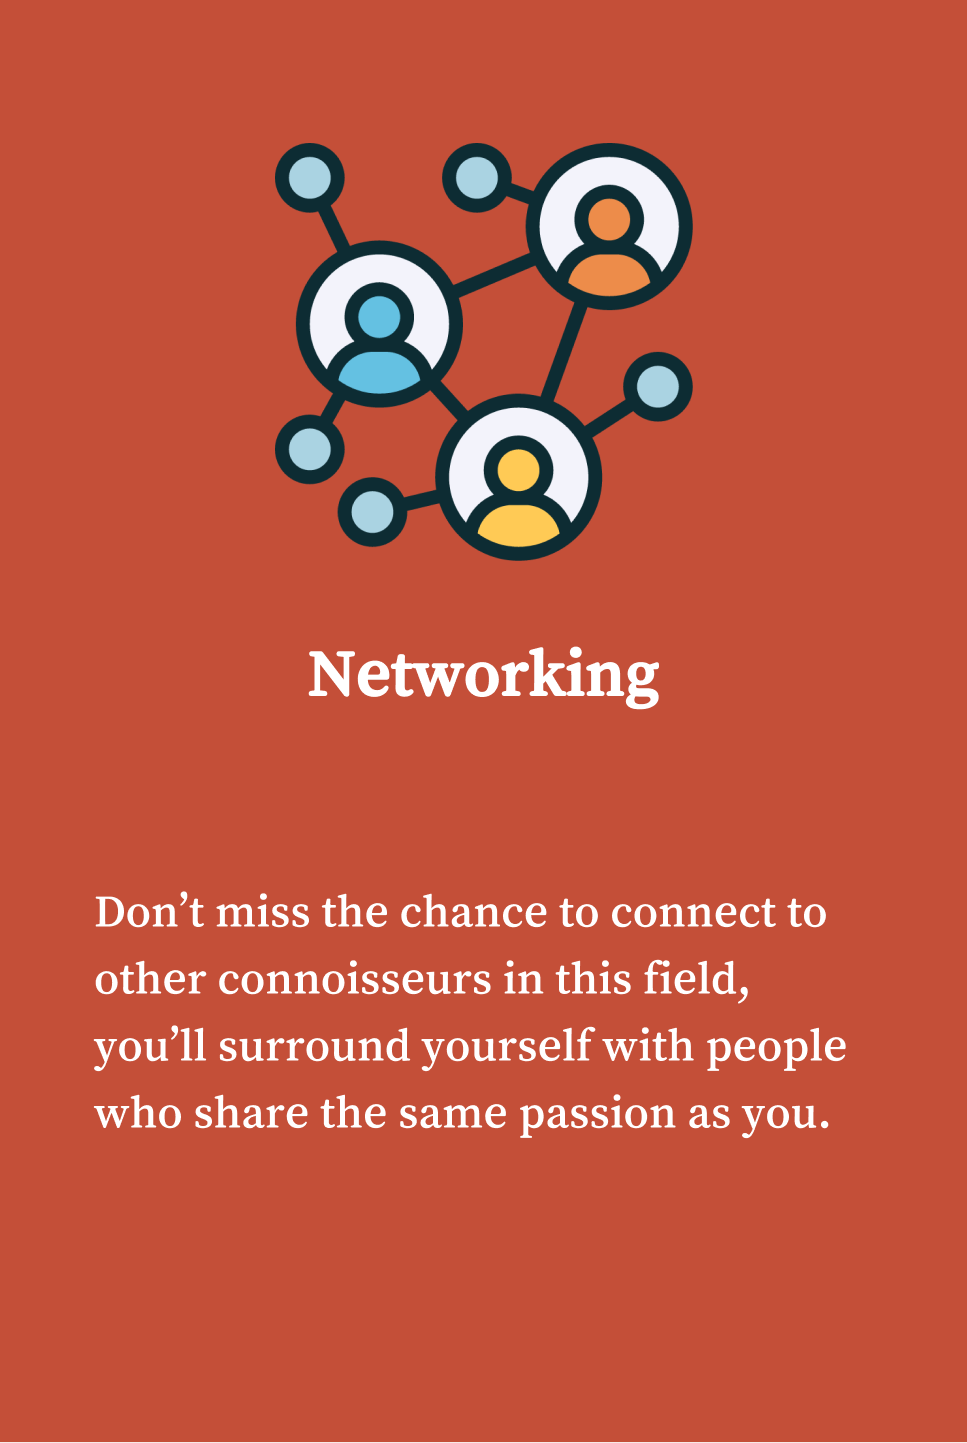 Networking
Don’t miss the chance to connect to
other connoisseurs in this field,
you’ll surround yourself with people
who share the same passion as you.